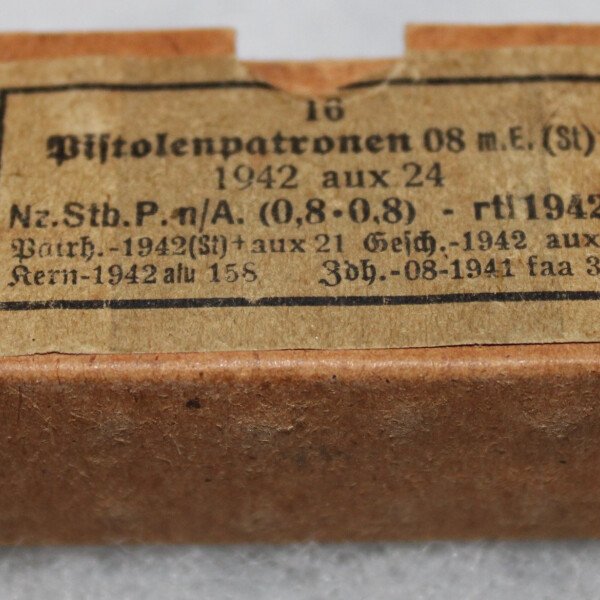 16
Pistolenpatronen 08 m.E. (St)
1942 aux 24
Nz.Stb.P.n/A. (0,8·0,8) - rtl 1942
Patrh.-1942(St)+ aux 21 Gesch.-1942 aux
Kern-1942 alu 158 Zdh.-08-1941 faa 3